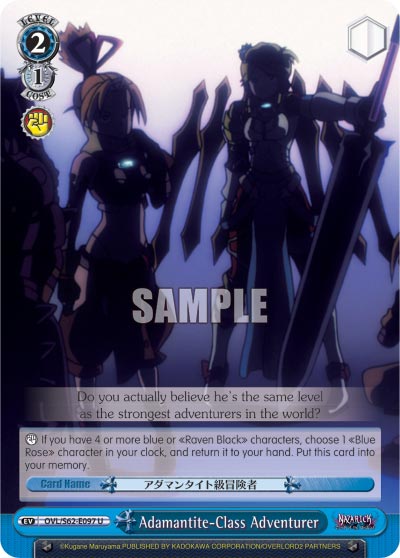 LEVEL
2
1
COST
SAMPLE
Do you actually believe he`s the same level
as the strongest adventurers in the world?
If you have 4 or more blue or «Raven Black» characters, choose 1 «Blue
Rose» character in your clock, and return it to your hand. Put this card into
your memory.
Card Name
アダマンタイト級冒険者
EV OVL/S62-E097 U
Adamantite-Class Adventurer
NAZARICK
©Kugane Maruyama,PUBLISHED BY KADOKAWA CORPORATION/OVERLORD2 PARTNERS